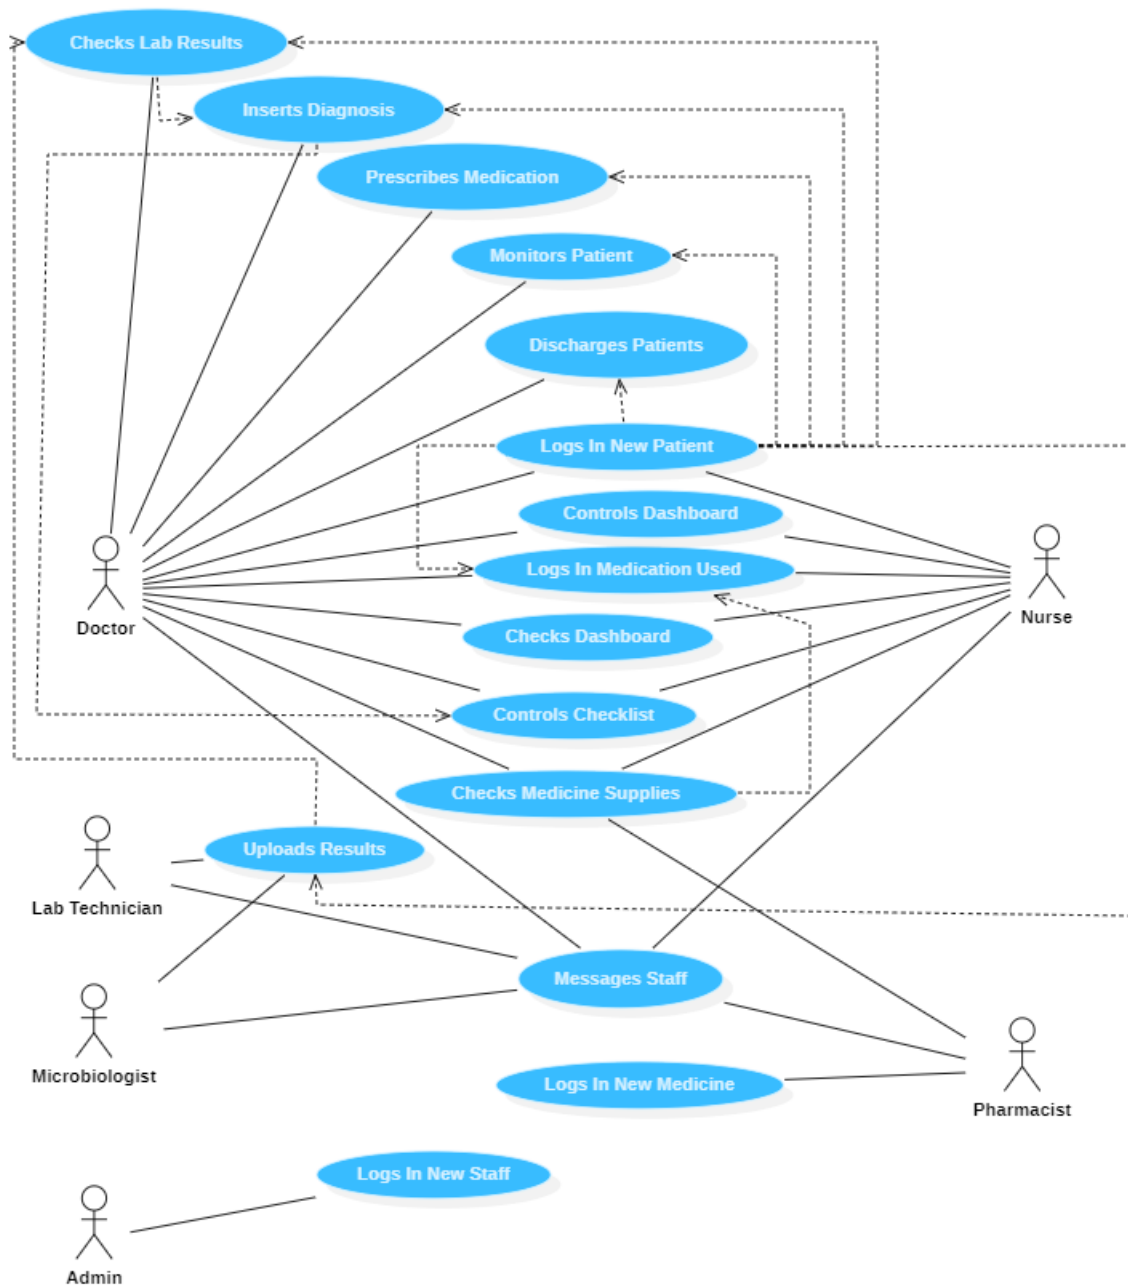 Checks Lab Results
Inserts Diagnosis
Prescribes Medication
Monitors Patient
Discharges Patients
Logs In New Patient
Controls Dashboard
Logs In Medication Used
Doctor
Nurse
Checks Dashboard
Controls Checklist
Checks Medicine Supplies
Uploads Results
Lab Technician
Messages Staff
Microbiologist
Logs In New Medicine
Pharmacist
Logs In New Staff
Admin